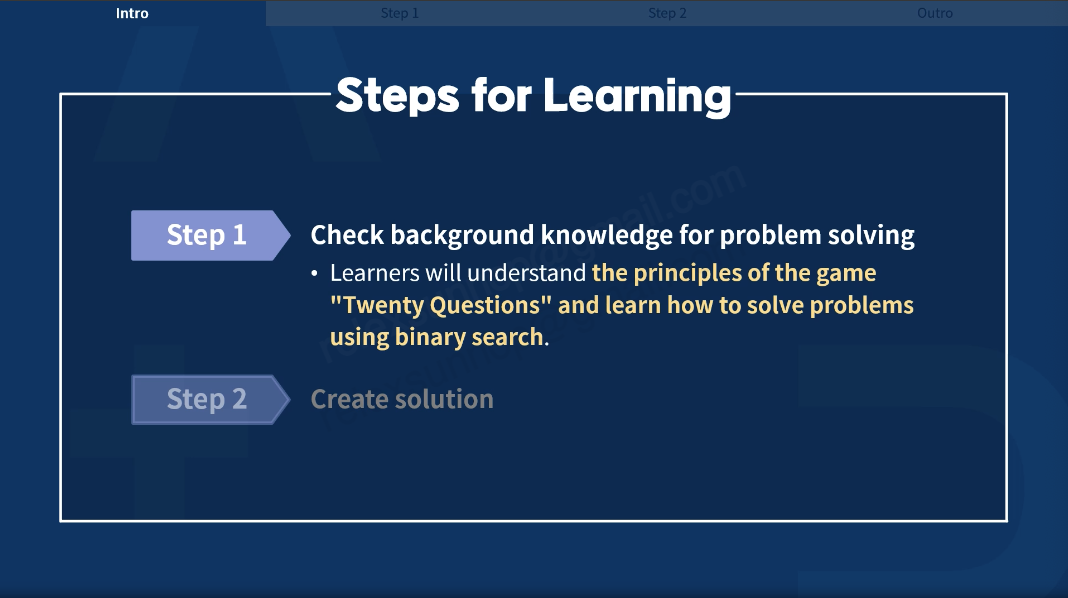 Intro
Step 1
Step 2
Outro
Steps for Learning
Step 1
Check background knowledge for problem solving
• Learners will understand the principles of the game
"Twenty Questions" and learn how to solve problems
using binary search.
Step 2
Create solution